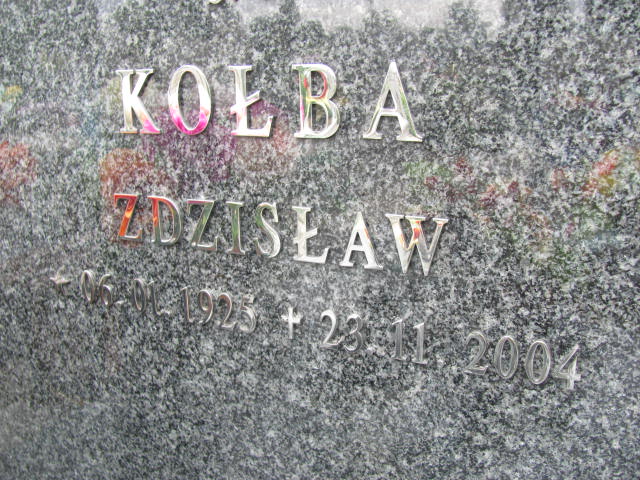 KOŁBA
ZDZISŁAW
* 06. 01. 1925 † 23. 11. 2004